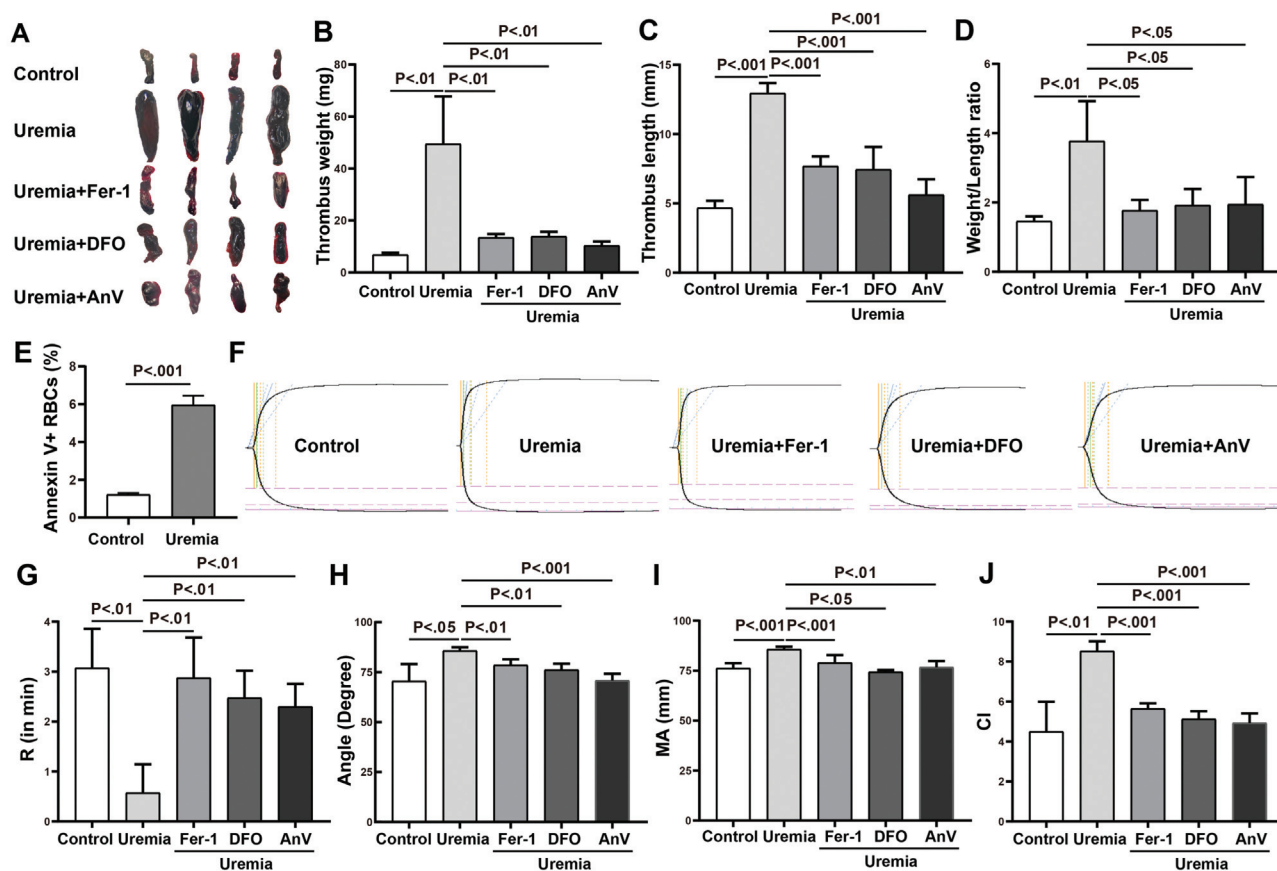 A
Control
Uremia
Uremia+Fer-1
Uremia+DFO
Uremia+AnV
B
P<.01
P<.01
P<.01 P<.01
Thrombus weight (mg)
80
60
40
20
0
Control Uremia Fer-1 DFO AnV
Uremia
C
P<.001
P<.001
P<.001 P<.001
Thrombus length (mm)
15
10
5
0
Control Uremia Fer-1 DFO AnV
Uremia
D
P<.05
P<.05
P<.01 P<.05
Weight/Length ratio
6
4
2
0
Control Uremia Fer-1 DFO AnV
Uremia
E
P<.001
Annexin V+ RBCs (%)
8
6
4
2
0
Control Uremia
F
Control
Uremia
Uremia+Fer-1
Uremia+DFO
Uremia+AnV
G
P<.01
P<.01
P<.01 P<.01
R (in min)
4
3
2
1
0
Control Uremia Fer-1 DFO AnV
Uremia
H
P<.001
P<.01
P<.05 P<.01
Angle (Degree)
100
75
50
25
0
Control Uremia Fer-1 DFO AnV
Uremia
I
P<.01
P<.05
P<.001 P<.001
MA (mm)
100
75
50
25
0
Control Uremia Fer-1 DFO AnV
Uremia
J
P<.001
P<.001
P<.01 P<.001
CI
10
8
6
4
2
0
Control Uremia Fer-1 DFO AnV
Uremia